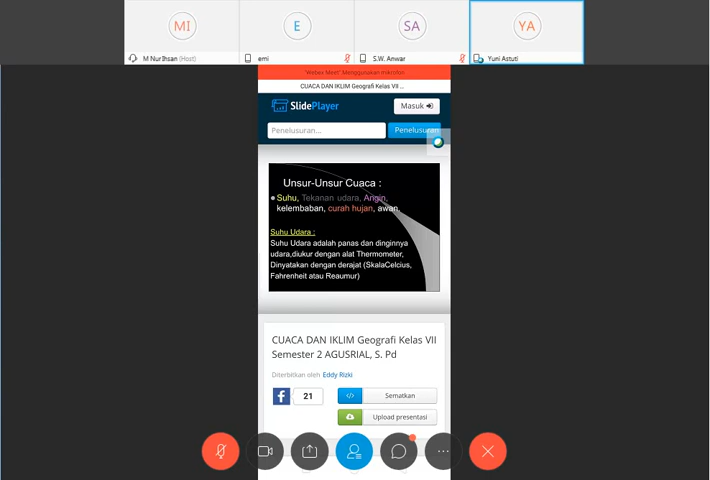 MI
E
SA
YA
M NurIhsan (Host)
emi
S.W. Anwar
Yuni Astuti
"Webex Meet" Menggunakan mikrofon
CUACA DAN IKLIM Geografi Kelas VII ...
SlidePlayer
Masuk
Penelusuran...
Penelusuran
Unsur-Unsur Cuaca :
Suhu, Tekanan udara, Angin,
kelembaban, curah hujan, awan,
Suhu Udara :
Suhu Udara adalah panas dan dinginnya
udara,diukur dengan alat Thermometer,
Dinyatakan dengan derajat (SkalaCelcius,
Fahrenheit atau Reaumur)
CUACA DAN IKLIM Geografi Kelas VII
Semester 2 AGUSRIAL, S. Pd
Diterbitkan oleh Eddy Rizki
f
21
</> Sematkan
Upload presentasi